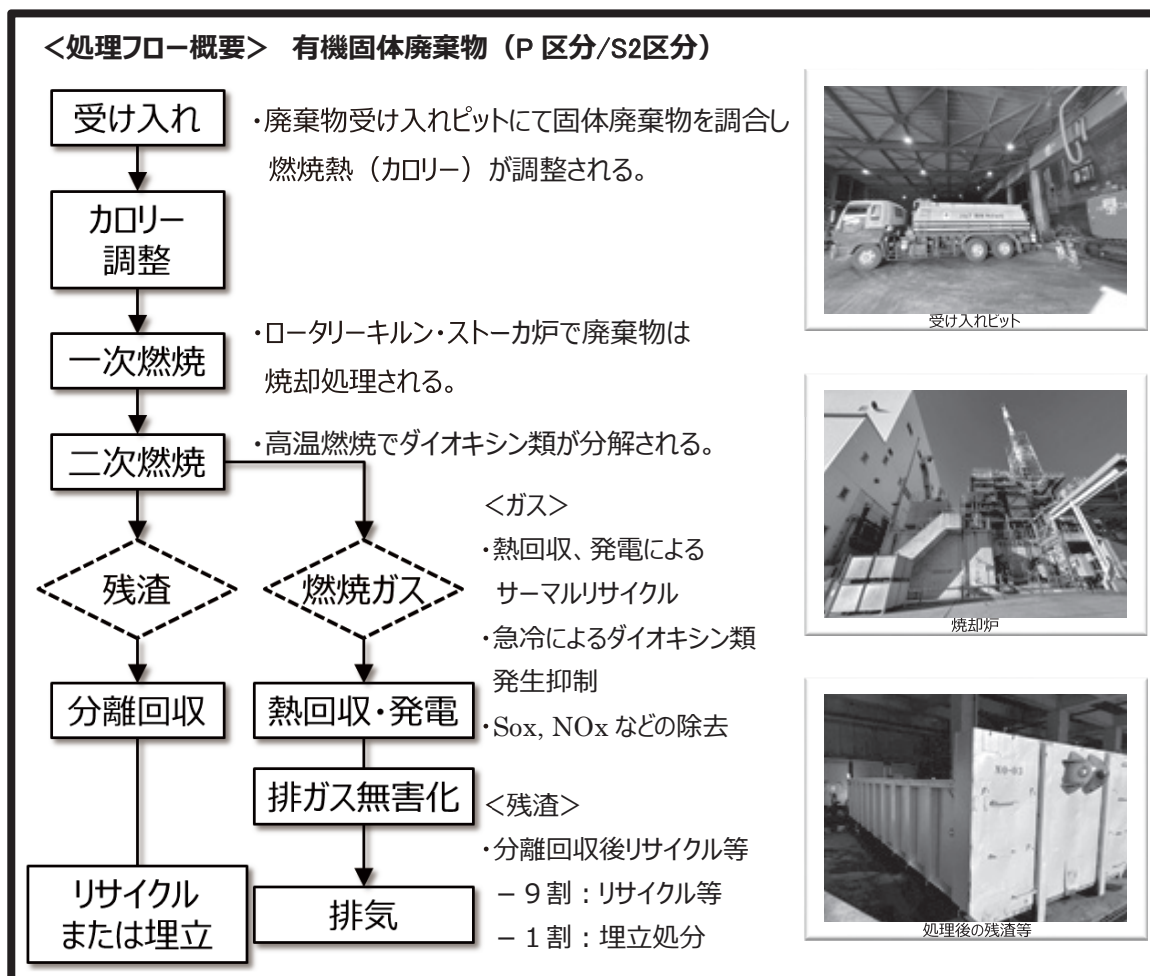 ＜処理フロー概要＞　有機固体廃棄物（P 区分/S2区分）
受け入れ
・廃棄物受け入れピットにて固体廃棄物を調合し
燃焼熱（カロリー）が調整される。
カロリー
調整
一次燃焼
・ロータリーキルン・ストーカ炉で廃棄物は
焼却処理される。
二次燃焼
・高温燃焼でダイオキシン類が分解される。
残渣
燃焼ガス
＜ガス＞
・熱回収、発電による
サーマルリサイクル
・急冷によるダイオキシン類
発生抑制
・Sox, NOx などの除去
分離回収
熱回収・発電
排ガス無害化
＜残渣＞
・分離回収後リサイクル等
－９割：リサイクル等
－１割：埋立処分
リサイクル
または埋立
排気
受け入れピット
焼却炉
NO-03
処理後の残渣等